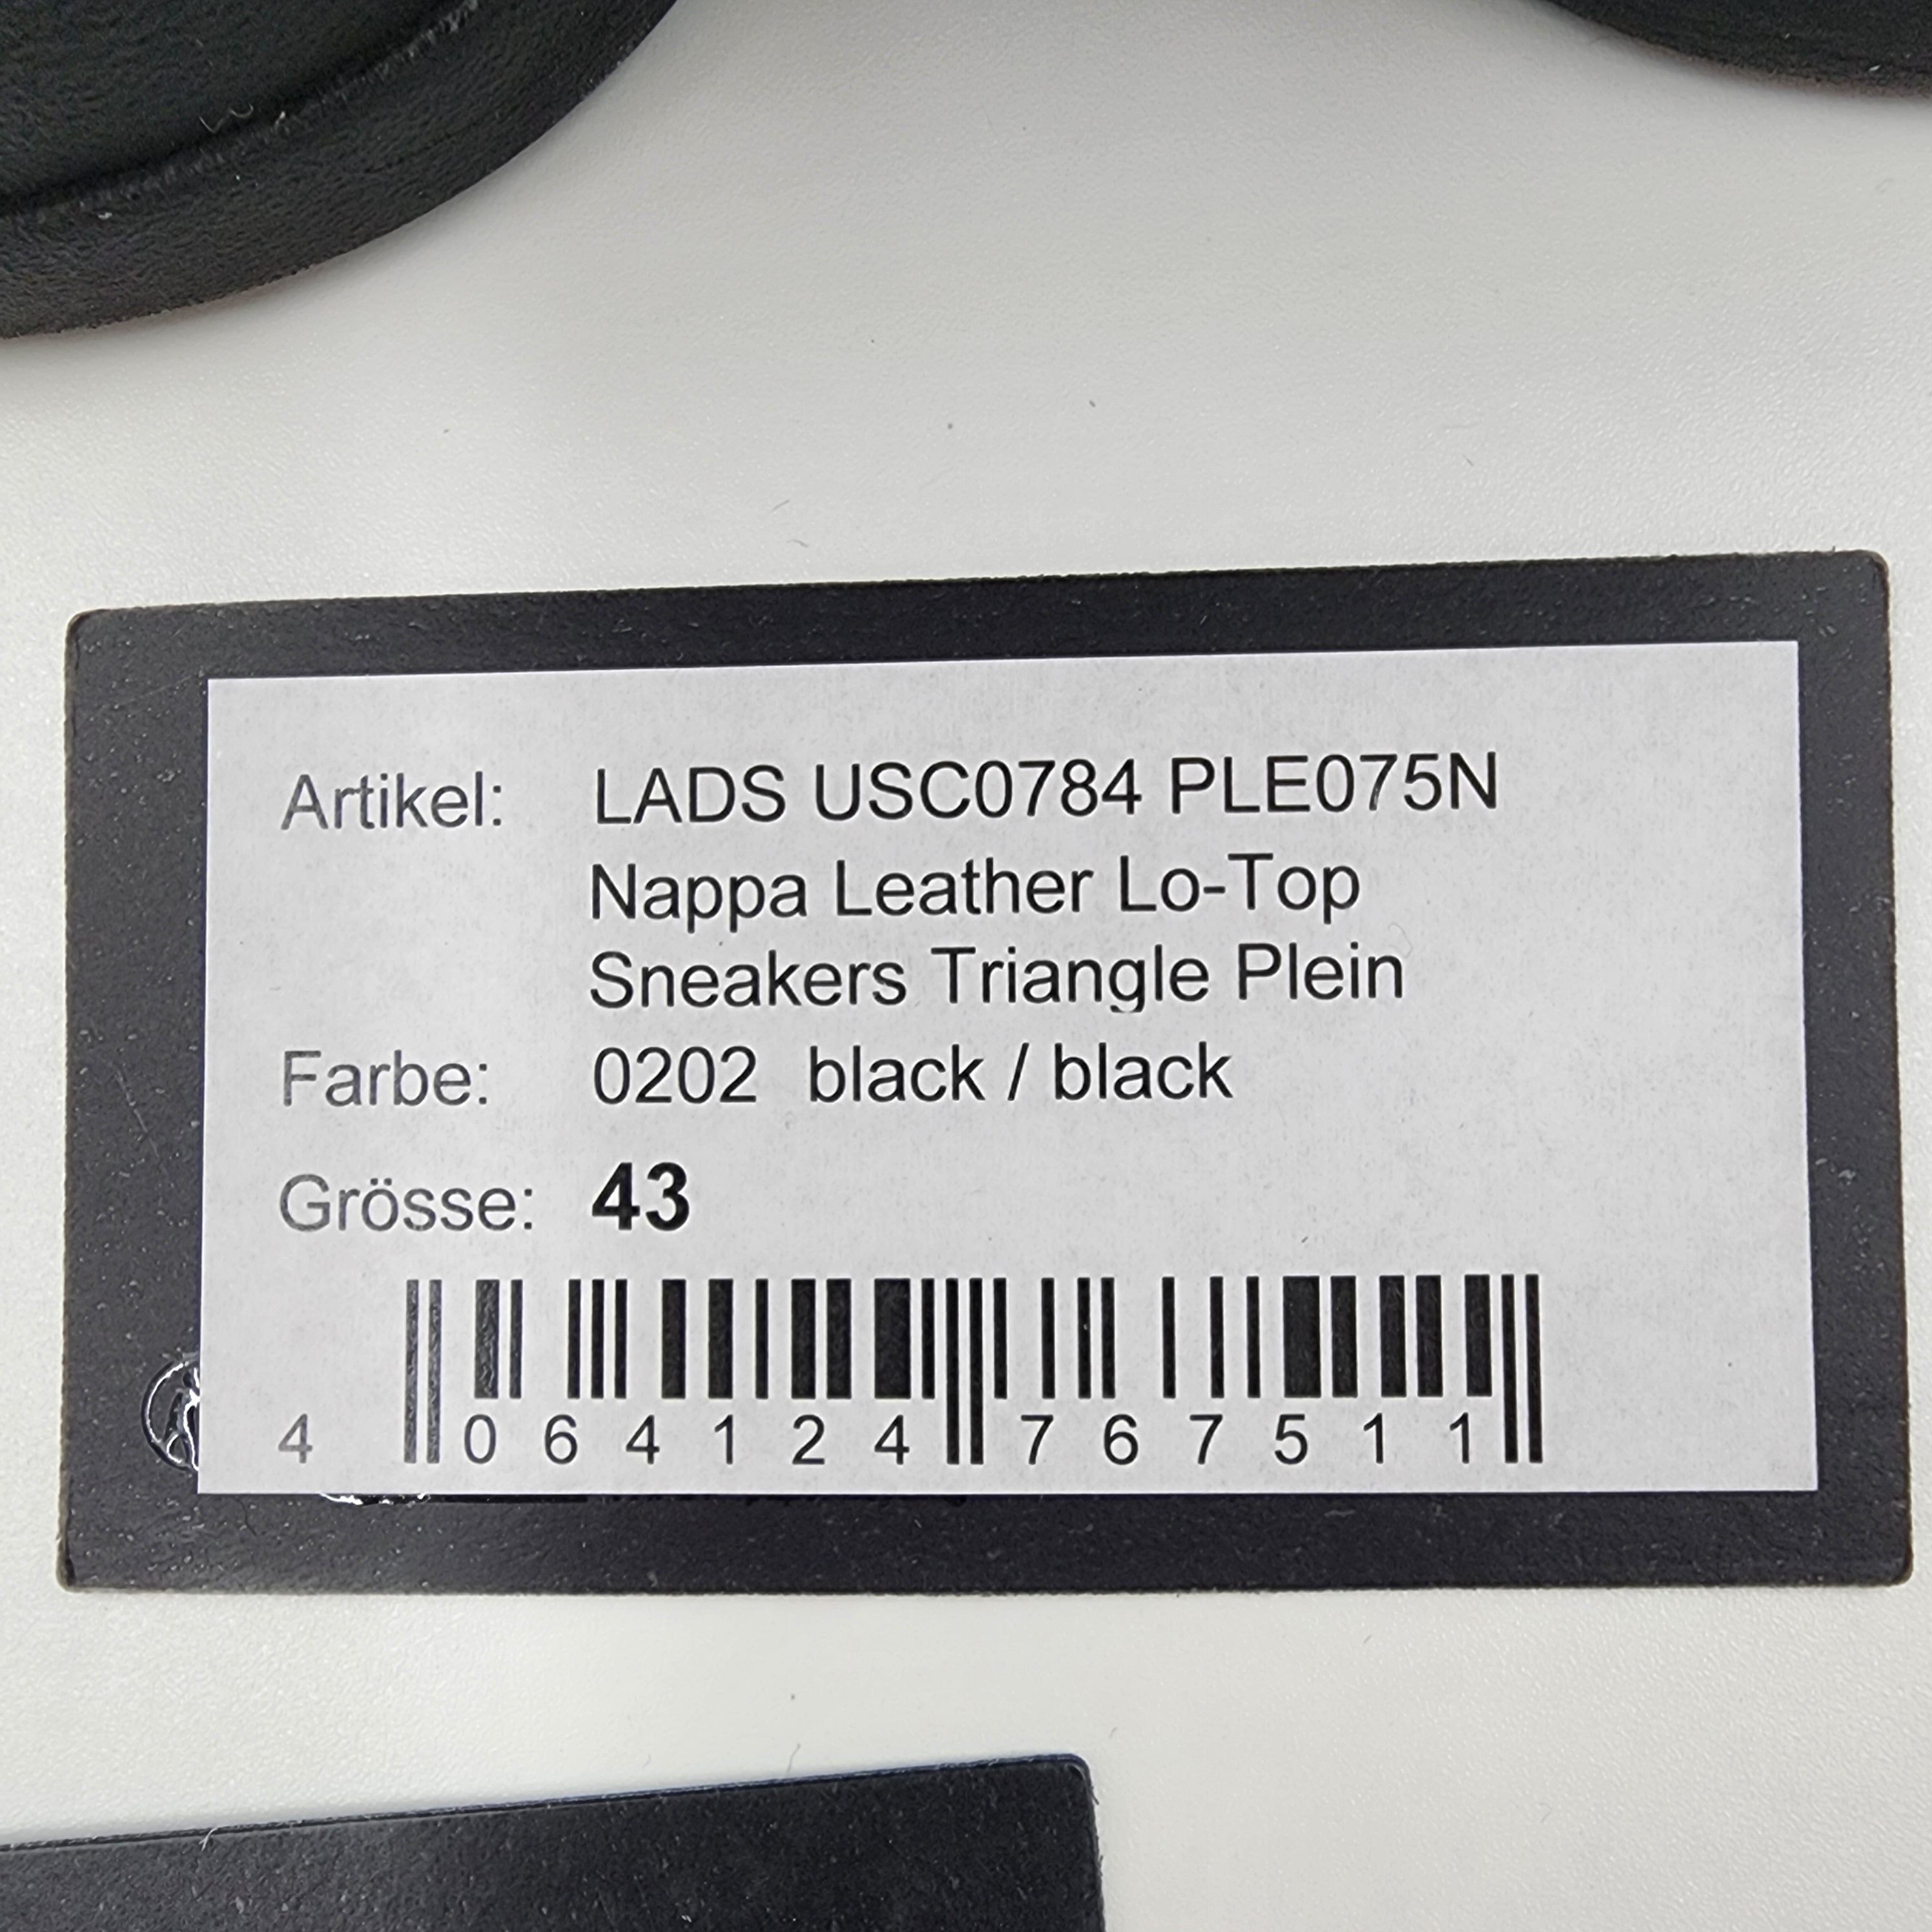 Artikel: LADS USC0784 PLE075N
Nappa Leather Lo-Top
Sneakers Triangle Plein
Farbe: 0202 black / black
Grösse: 43
4 064124 767511